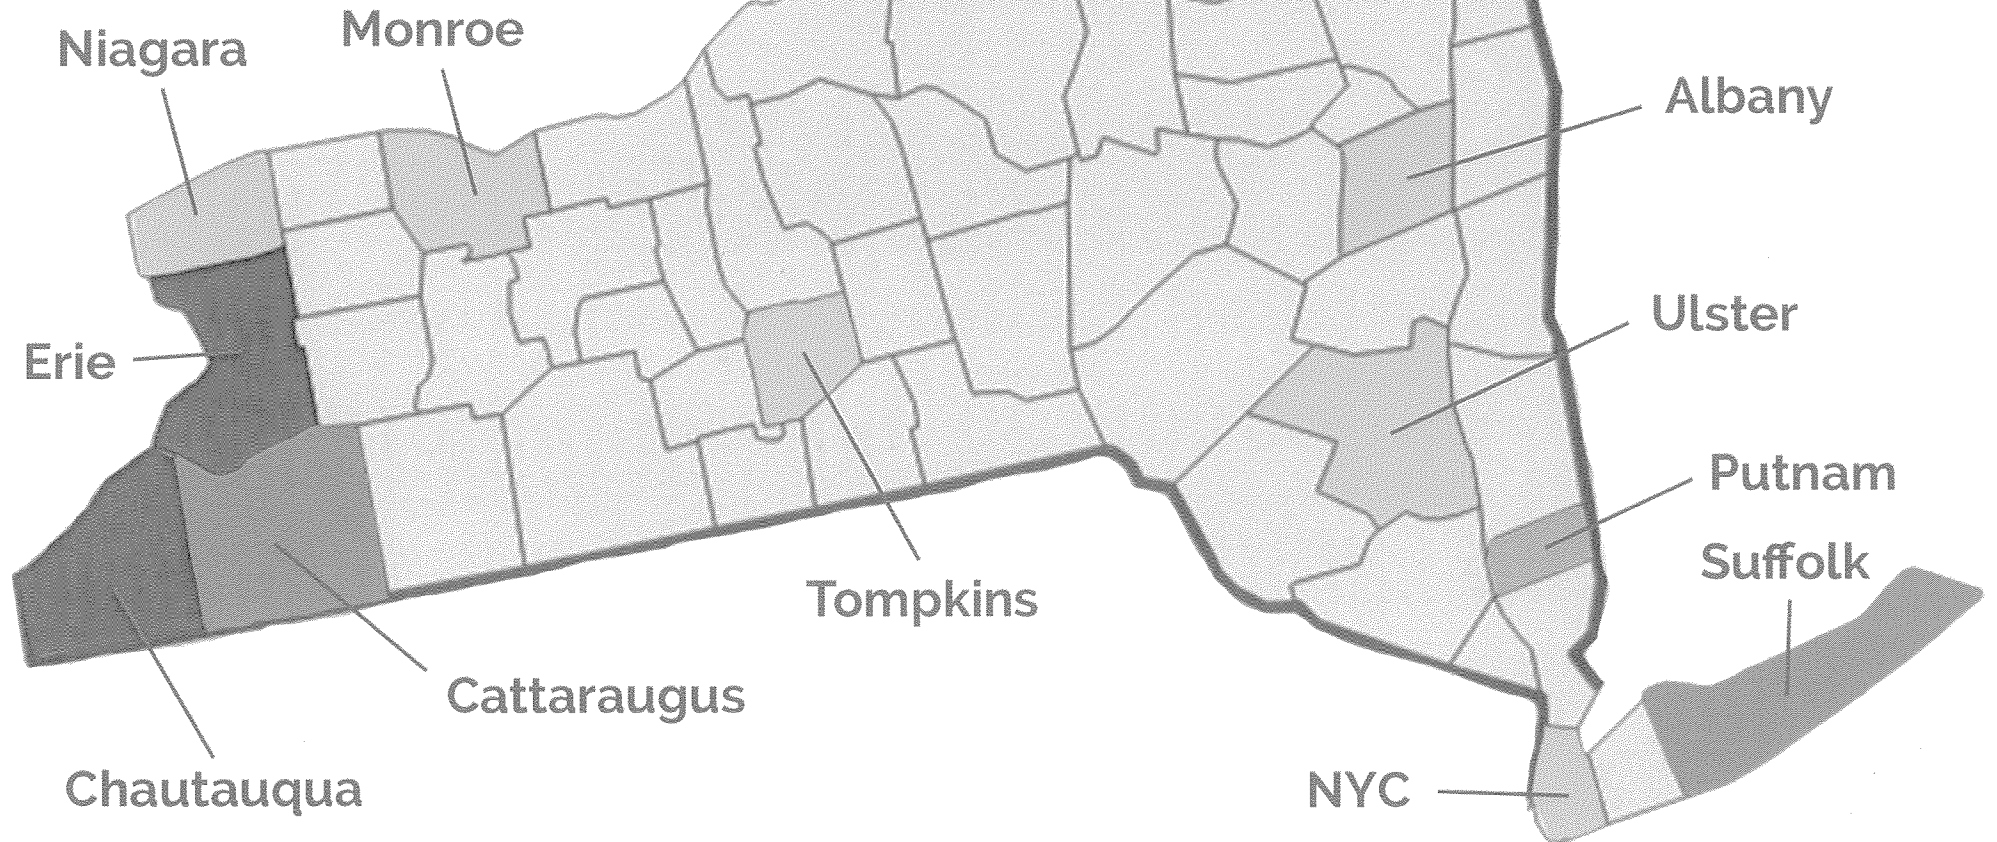 Monroe
Niagara
Albany
Ulster
Erie
Putnam
Suffolk
Tompkins
Cattaraugus
Chautauqua
NYC